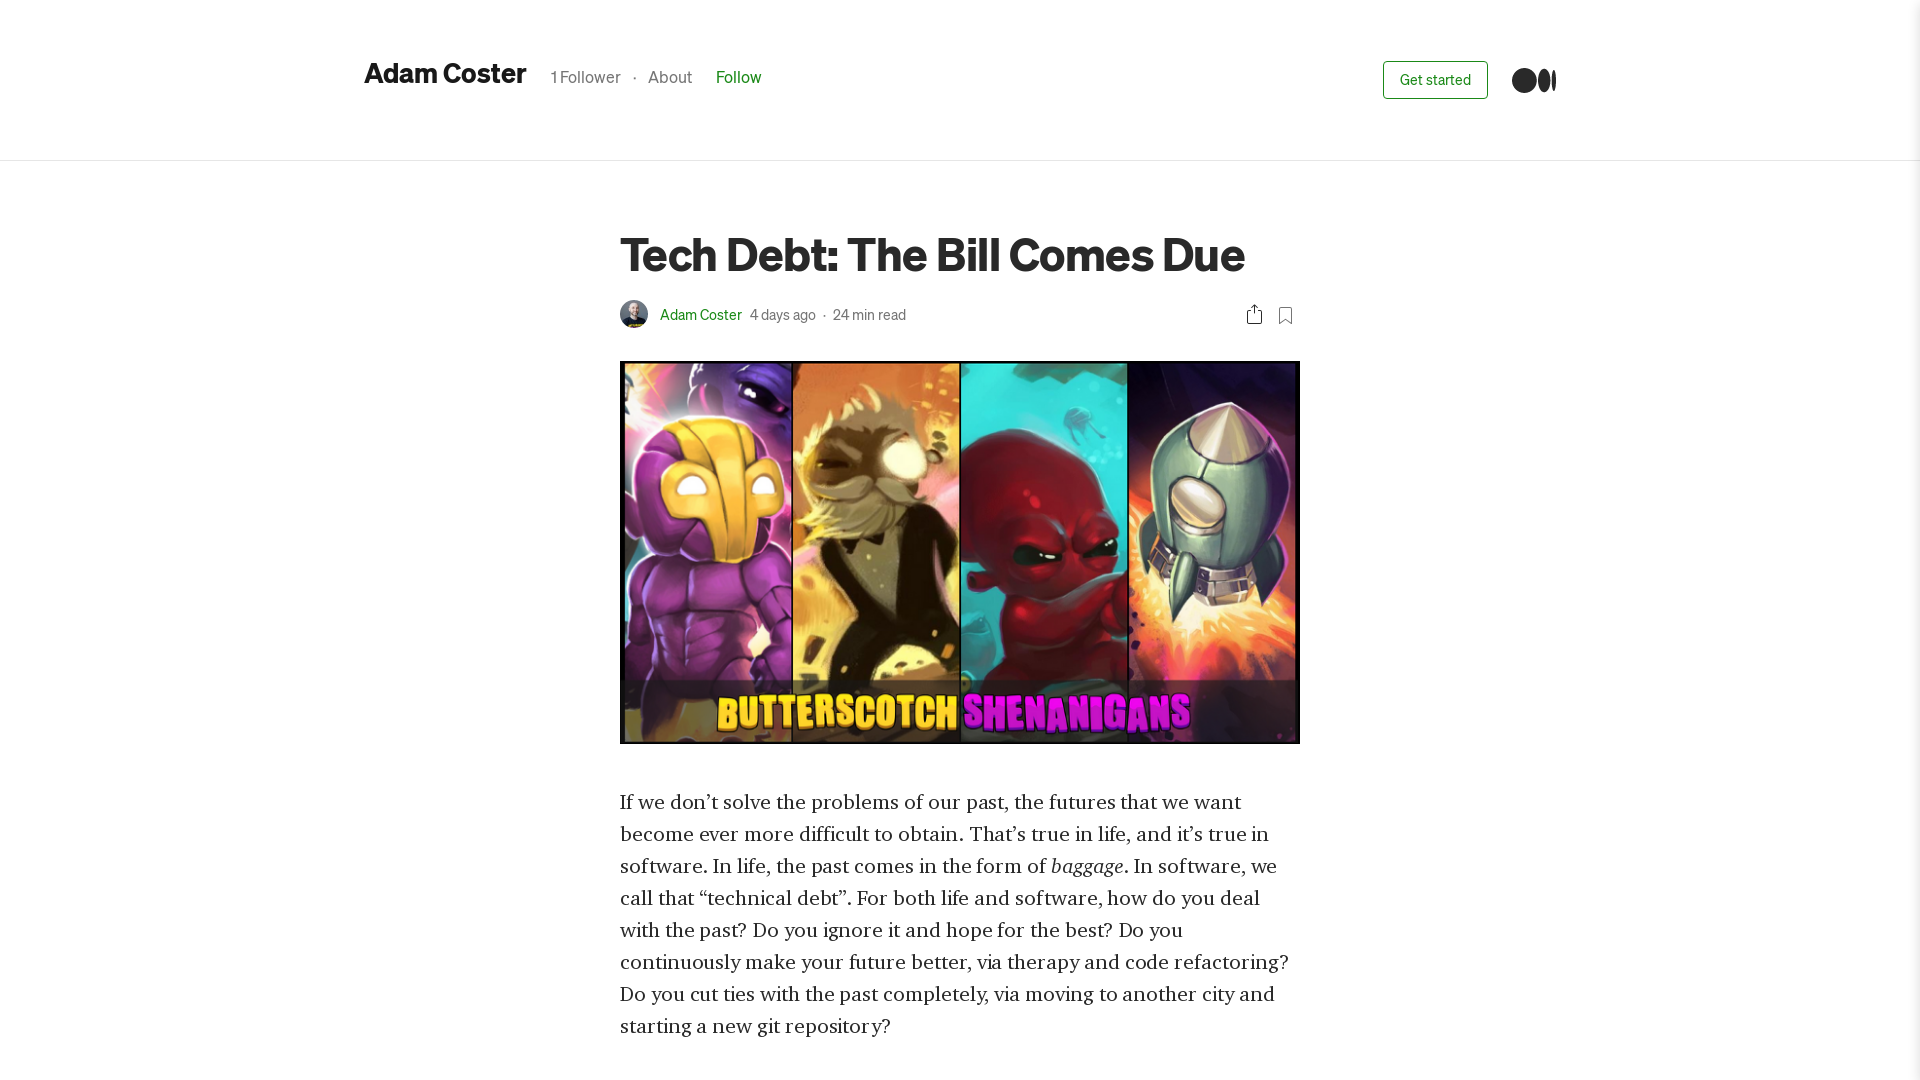 Adam Coster
1 Follower · About Follow
Get started
Tech Debt: The Bill Comes Due
Adam Coster 4 days ago · 24 min read
BUTTERSCOTCH SHENANIGANS
If we don’t solve the problems of our past, the futures that we want
become ever more difficult to obtain. That’s true in life, and it’s true in
software. In life, the past comes in the form of baggage. In software, we
call that “technical debt”. For both life and software, how do you deal
with the past? Do you ignore it and hope for the best? Do you
continuously make your future better, via therapy and code refactoring?
Do you cut ties with the past completely, via moving to another city and
starting a new git repository?